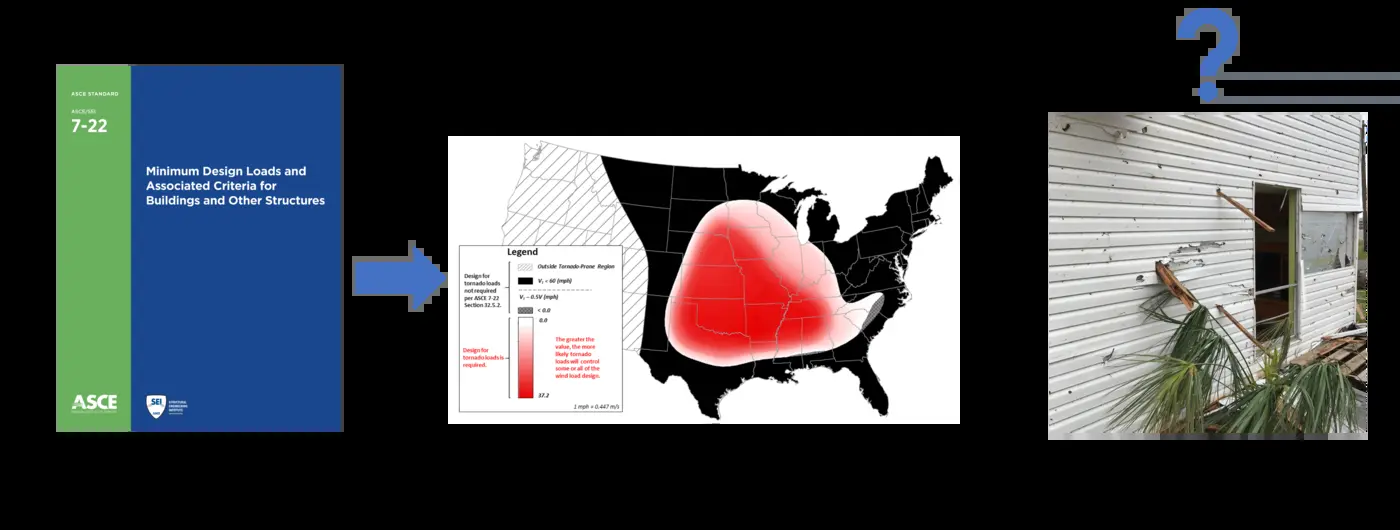 ?
ASCE STANDARD
ASCE/SEI
7-22
Minimum Design Loads and
Associated Criteria for
Buildings and Other Structures
ASCE
SEI
Legend
Design for
tornado loads
not required
per ASCE 7-22
Section 32.5.2.
Outside Tornado-Prone Region
V_T < 60 (mph)
V_T – 0.5V (mph)
< 0.0
0.0
Design for
tornado loads is
required.
The greater the
value, the more
likely tornado
loads will control
some or all of the
wind load design.
37.2
1 mph = 0.447 m/s